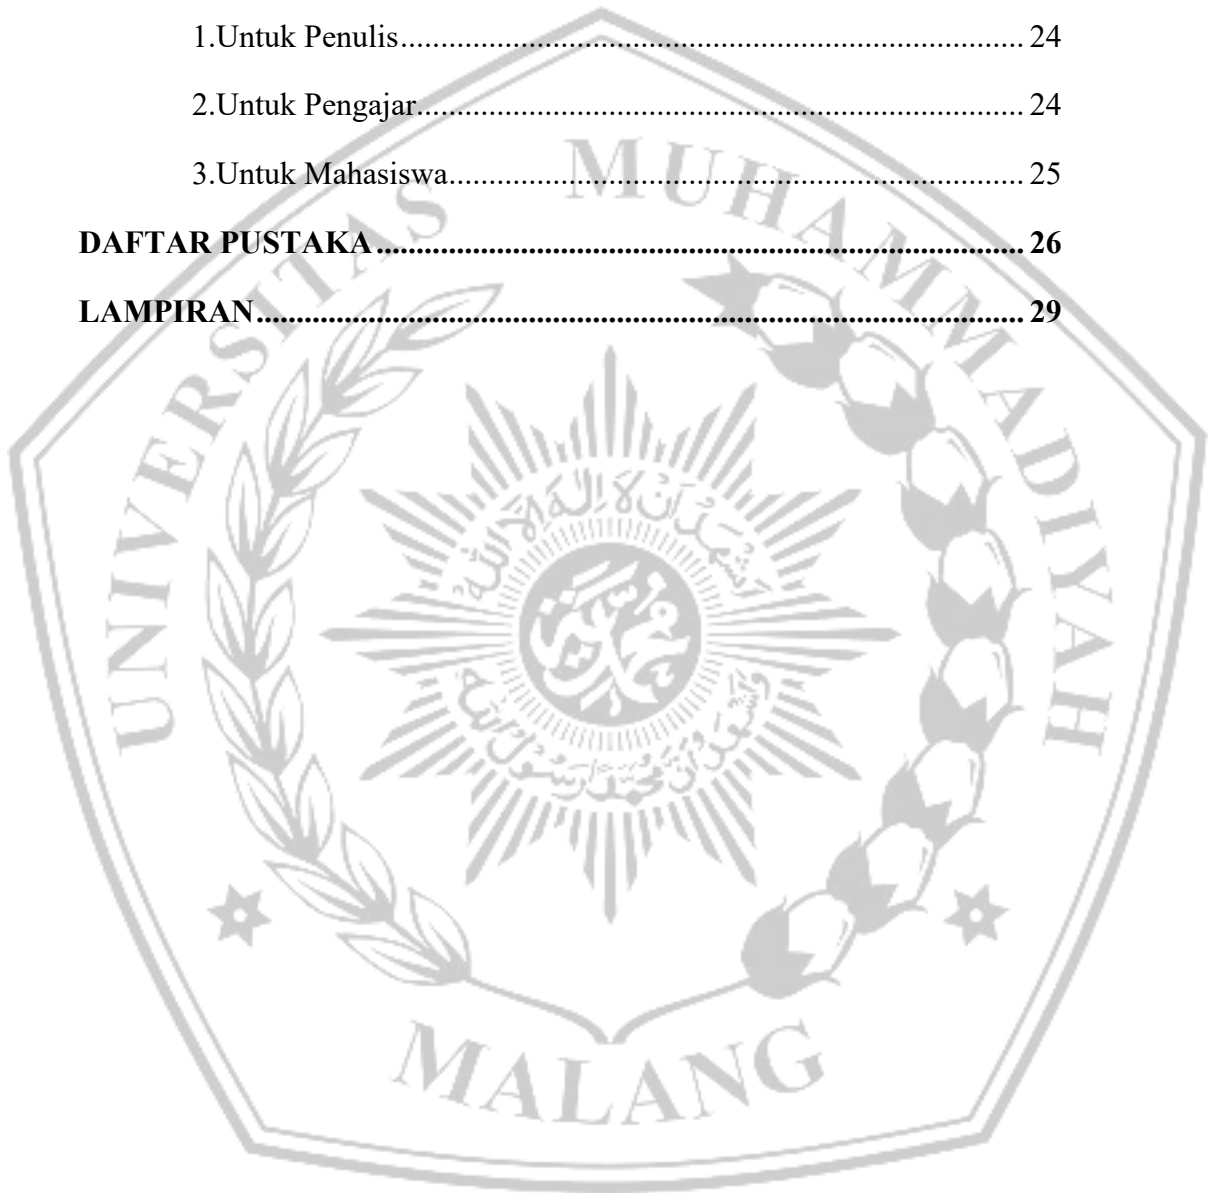 1.Untuk Penulis............................................................................. 24
2.Untuk Pengajar........................................................................... 24
3.Untuk Mahasiswa....................................................................... 25
DAFTAR PUSTAKA................................................................................ 26
LAMPIRAN............................................................................................... 29
UNIVERSITAS MUHAMMADIYAH
MALANG